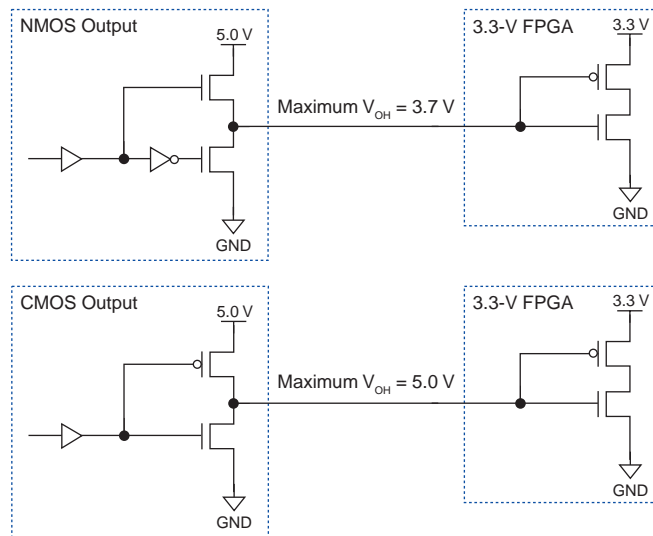 NMOS Output
5.0 V
3.3-V FPGA
3.3 V
Maximum V_OH = 3.7 V
GND
GND
CMOS Output
5.0 V
3.3-V FPGA
3.3 V
Maximum V_OH = 5.0 V
GND
GND